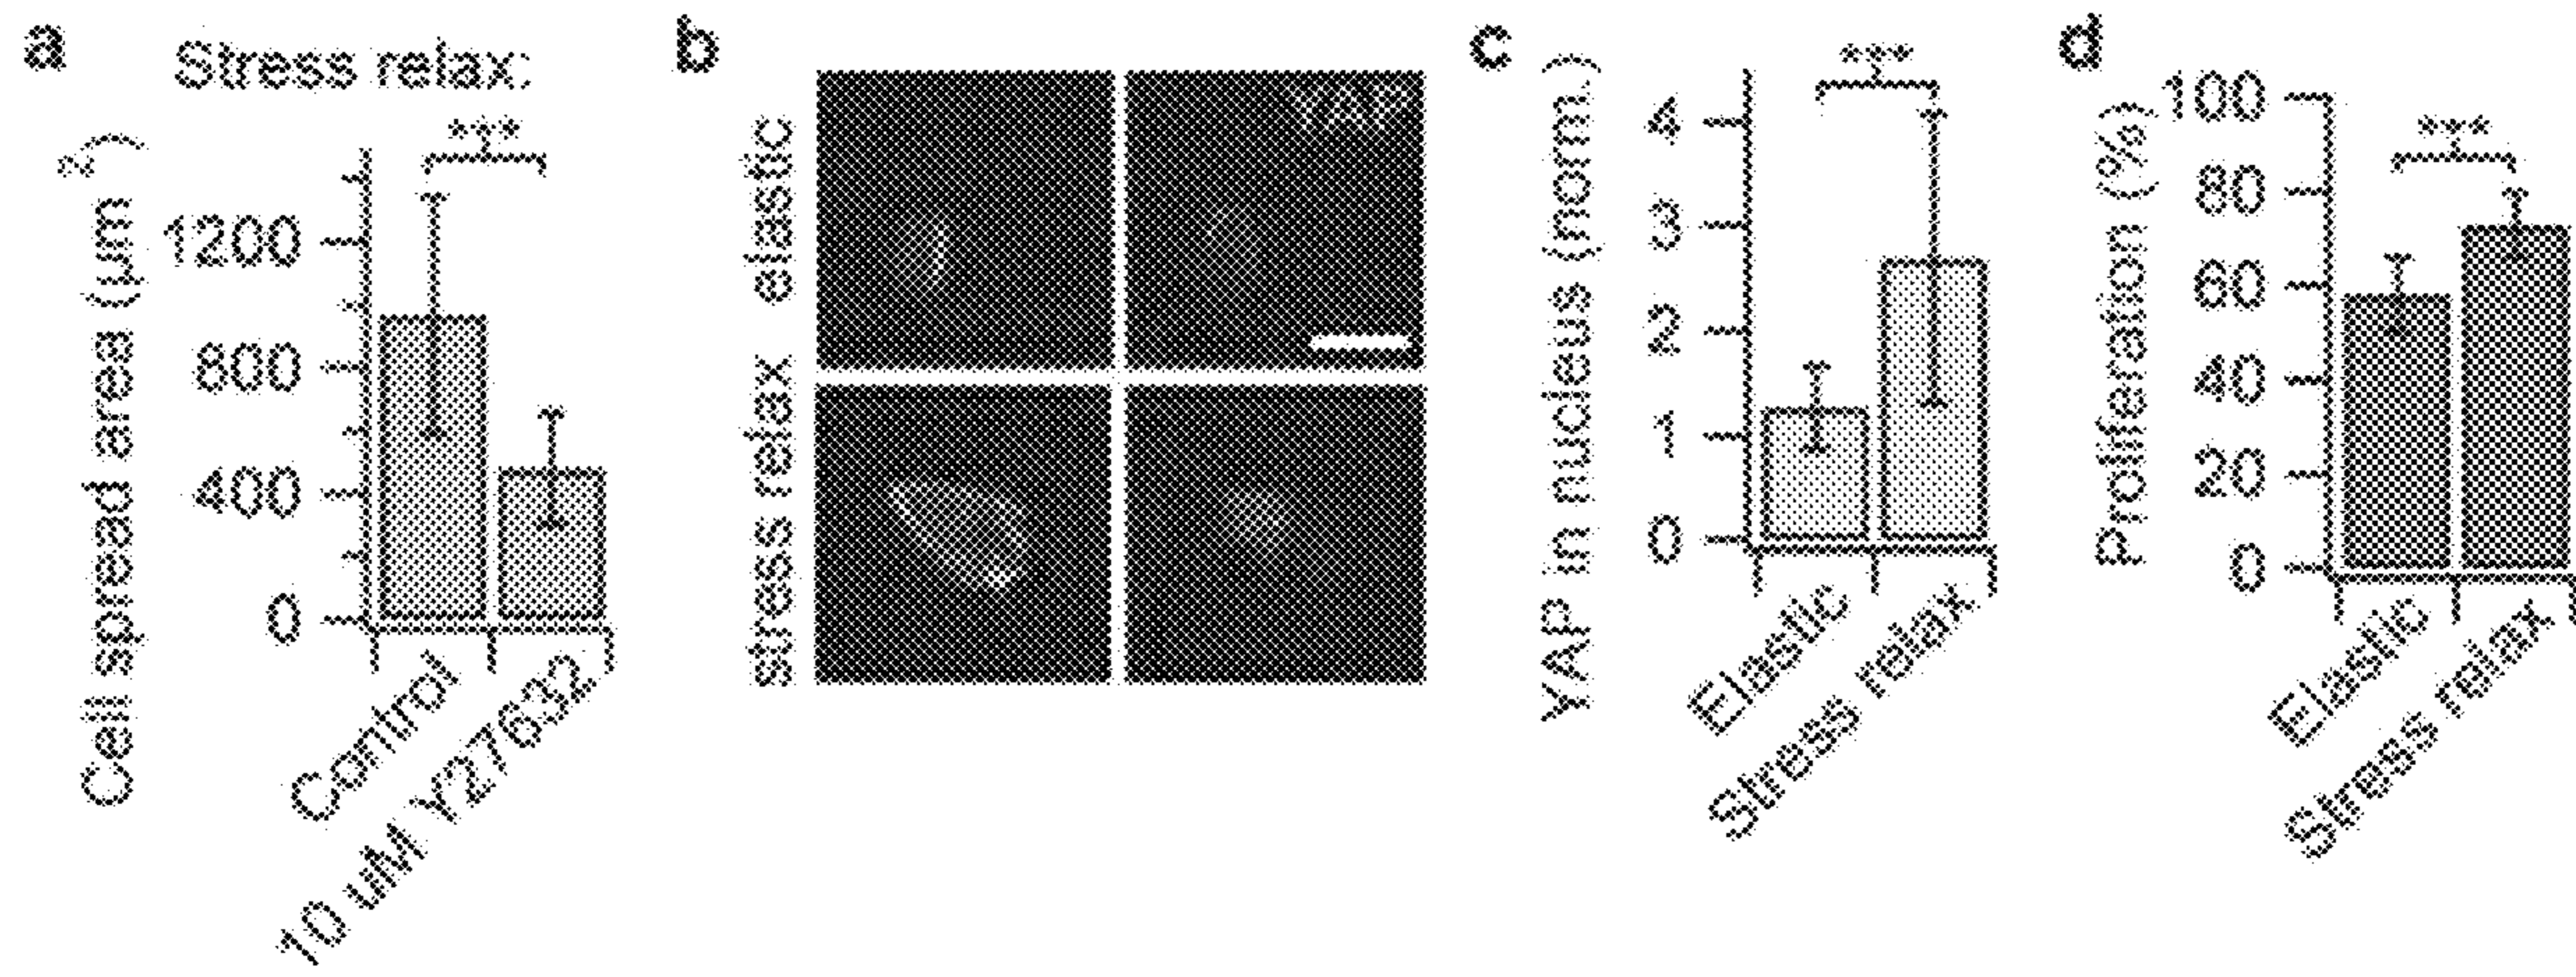 a
Stress relax:
***
Cell spread area (µm²)
1200
800
400
0
Control
10 uM Y27632
b
elastic
stress relax
YAP
c
***
YAP in nucleus (norm.)
4
3
2
1
0
Elastic
Stress relax
d
***
Proliferation (%)
100
80
60
40
20
0
Elastic
Stress relax